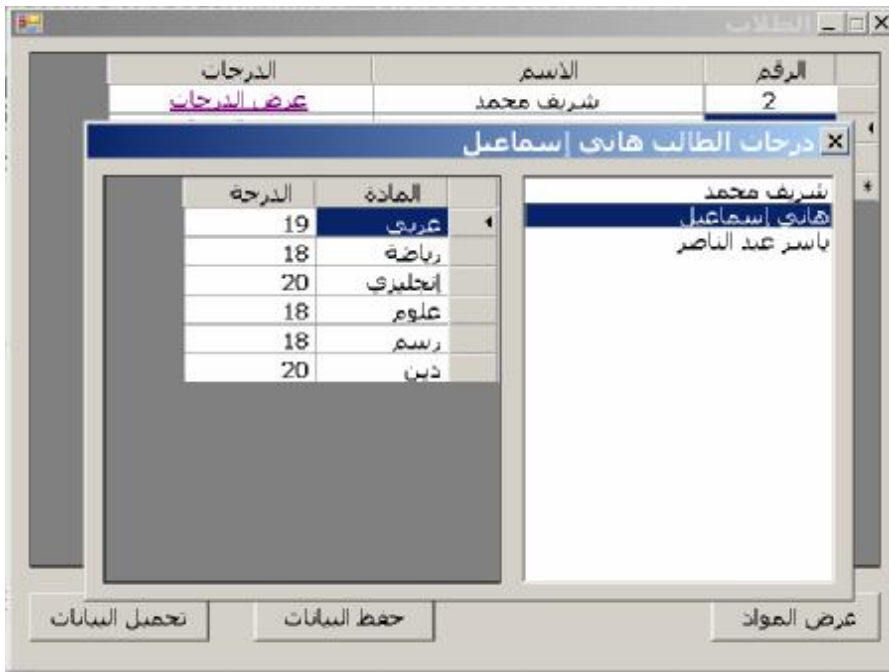 الطلاب
الرقم الاسم الدرجات
2 شريف محمد عرض الدرجات
درجات الطالب هانى إسماعيل
شريف محمد
هانى إسماعيل
ياسر عبد الناصر
المادة الدرجة
عربى 19
رياضة 18
إنجليزي 20
علوم 18
رسم 18
دين 20
عرض المواد حفظ البيانات تحميل البيانات